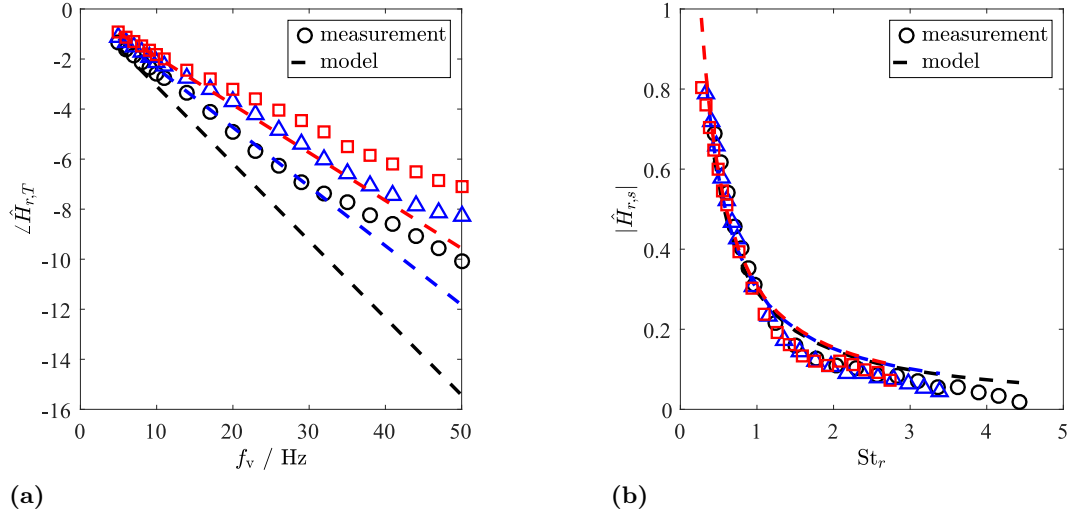 0
-2
-4
-6
-8
-10
-12
-14
-16
0 10 20 30 40 50
∠Ĥr,T
f_v / Hz
measurement
model
(a)
1
0.8
0.6
0.4
0.2
0
0 1 2 3 4 5
|Ĥr,s|
St_r
measurement
model
(b)